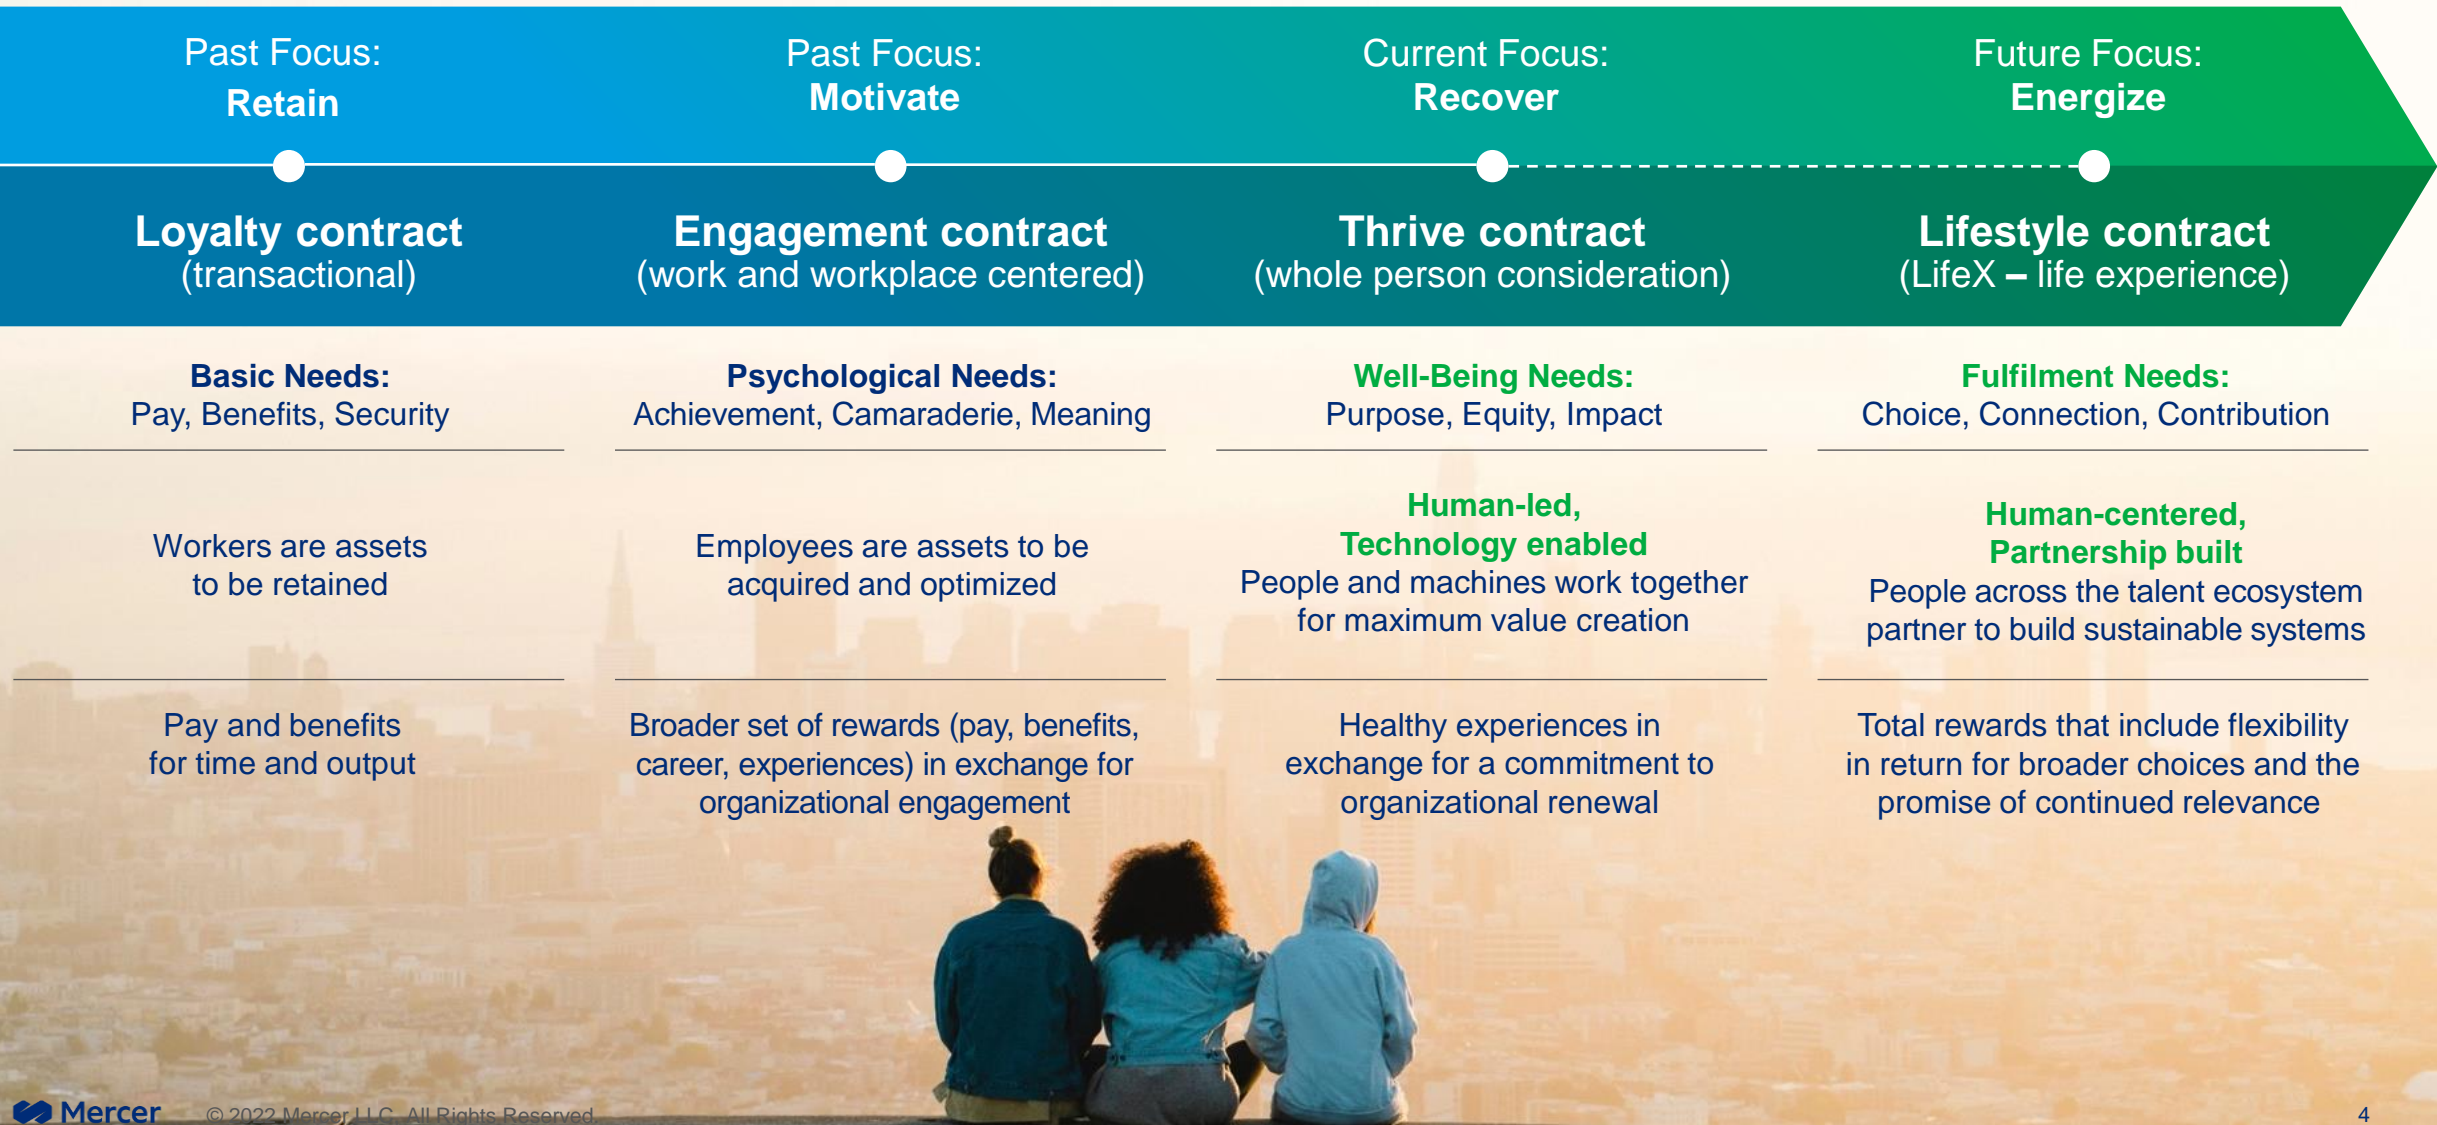 Past Focus:
Retain
Past Focus:
Motivate
Current Focus:
Recover
Future Focus:
Energize
Loyalty contract
(transactional)
Engagement contract
(work and workplace centered)
Thrive contract
(whole person consideration)
Lifestyle contract
(LifeX – life experience)
Basic Needs:
Pay, Benefits, Security
Psychological Needs:
Achievement, Camaraderie, Meaning
Well-Being Needs:
Purpose, Equity, Impact
Fulfilment Needs:
Choice, Connection, Contribution
Workers are assets
to be retained
Employees are assets to be
acquired and optimized
Human-led,
Technology enabled
People and machines work together
for maximum value creation
Human-centered,
Partnership built
People across the talent ecosystem
partner to build sustainable systems
Pay and benefits
for time and output
Broader set of rewards (pay, benefits,
career, experiences) in exchange for
organizational engagement
Healthy experiences in
exchange for a commitment to
organizational renewal
Total rewards that include flexibility
in return for broader choices and the
promise of continued relevance
Mercer
© 2022 Mercer LLC. All Rights Reserved.
4